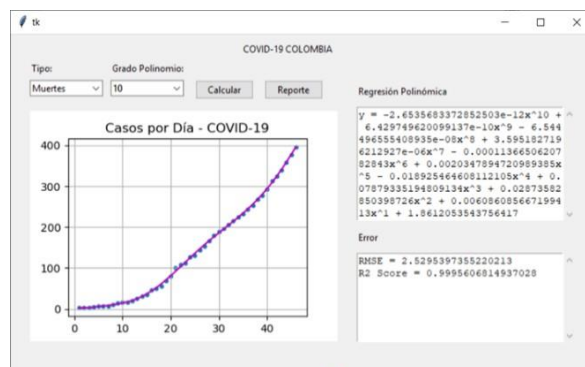 tk
COVID-19 COLOMBIA
Tipo:
Grado Polinomio:
Muertes
10
Calcular
Reporte
Casos por Día - COVID-19
400
300
200
100
0
0
10
20
30
40
Regresión Polinómica
y = -2.6535683372852503e-12x^10 +
6.429749620099137e-10x^9 - 6.544
496555408935e-08x^8 + 3.595182719
6212927e-06x^7 - 0.00011366506207
82843x^6 + 0.0020347894720989385x
^5 - 0.018925464608112105x^4 + 0.
07879335194809134x^3 + 0.02873582
850398726x^2 + 0.0060860856671994
13x^1 + 1.8612053543756417
Error
RMSE = 2.5295397355220213
R2 Score = 0.9995606814937028